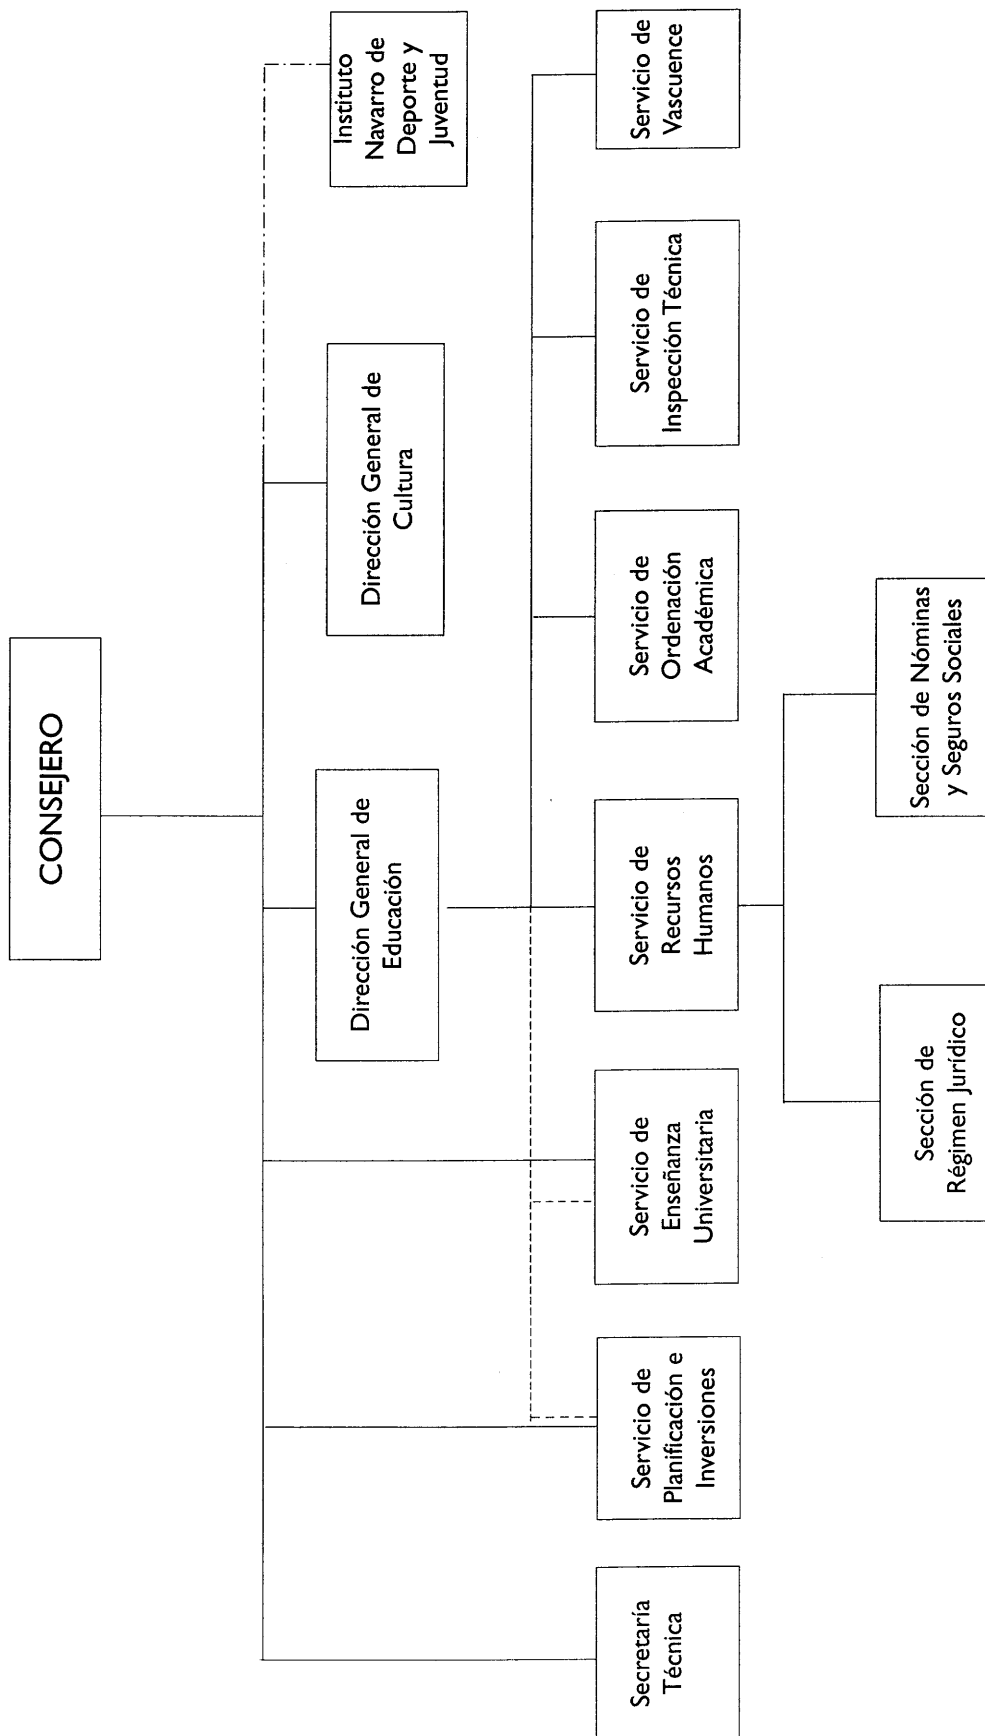 CONSEJERO
Dirección General de
Educación
Dirección General de
Cultura
Instituto
Navarro de
Deporte y
Juventud
Secretaría
Técnica
Servicio de
Planificación e
Inversiones
Servicio de
Enseñanza
Universitaria
Servicio de
Recursos
Humanos
Servicio de
Ordenación
Académica
Servicio de
Inspección Técnica
Servicio de
Vascuence
Sección de
Régimen Jurídico
Sección de Nóminas
y Seguros Sociales